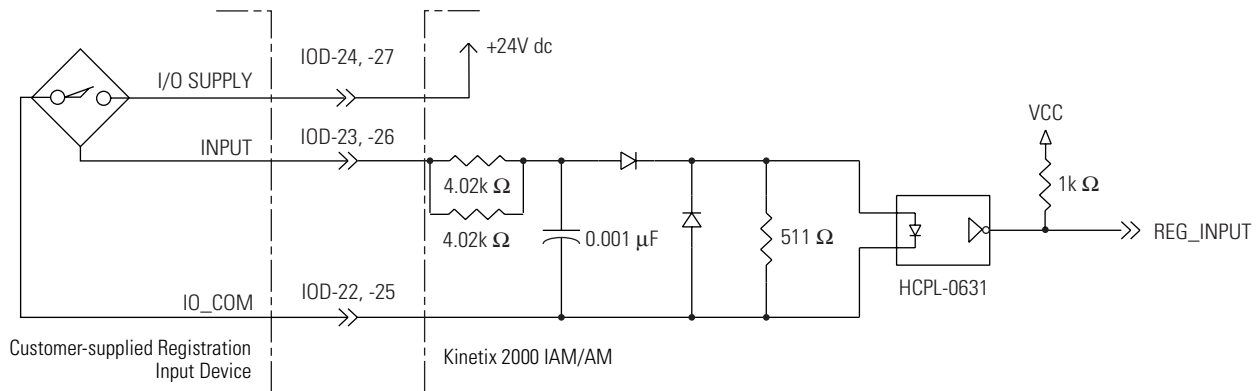 IOD-24, -27
+24V dc
I/O SUPPLY
IOD-23, -26
INPUT
VCC
4.02k Ω
1k Ω
4.02k Ω
0.001 μF
511 Ω
REG_INPUT
HCPL-0631
IO_COM
IOD-22, -25
Customer-supplied Registration
Input Device
Kinetix 2000 IAM/AM